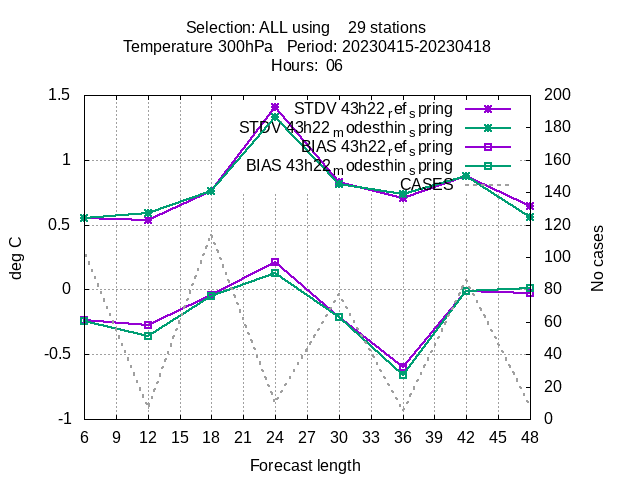 Selection: ALL using    29 stations
Temperature 300hPa   Period: 20230415-20230418
Hours:  06
1.5
1
0.5
0
-0.5
-1
200
180
160
140
120
100
80
60
40
20
0
STDV 43h22_ref_spring
STDV 43h22_modesthin_spring
BIAS 43h22_ref_spring
BIAS 43h22_modesthin_spring
CASES
deg C
No cases
6 9 12 15 18 21 24 27 30 33 36 39 42 45 48
Forecast length